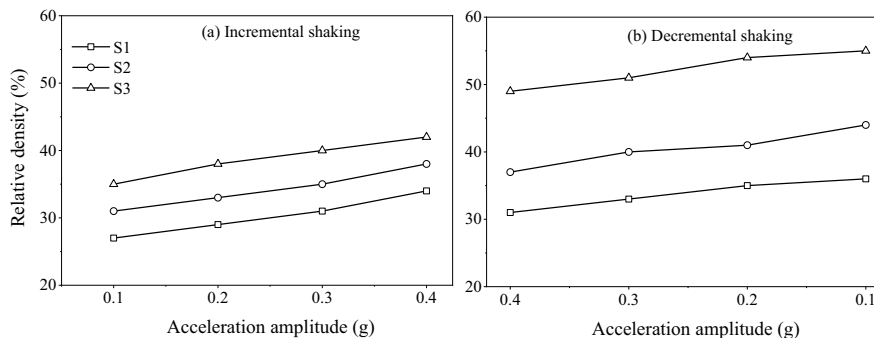 (a) Incremental shaking
S1
S2
S3
Relative density (%)
60
50
40
30
20
0.1 0.2 0.3 0.4
Acceleration amplitude (g)
(b) Decremental shaking
60
50
40
30
20
0.4 0.3 0.2 0.1
Acceleration amplitude (g)